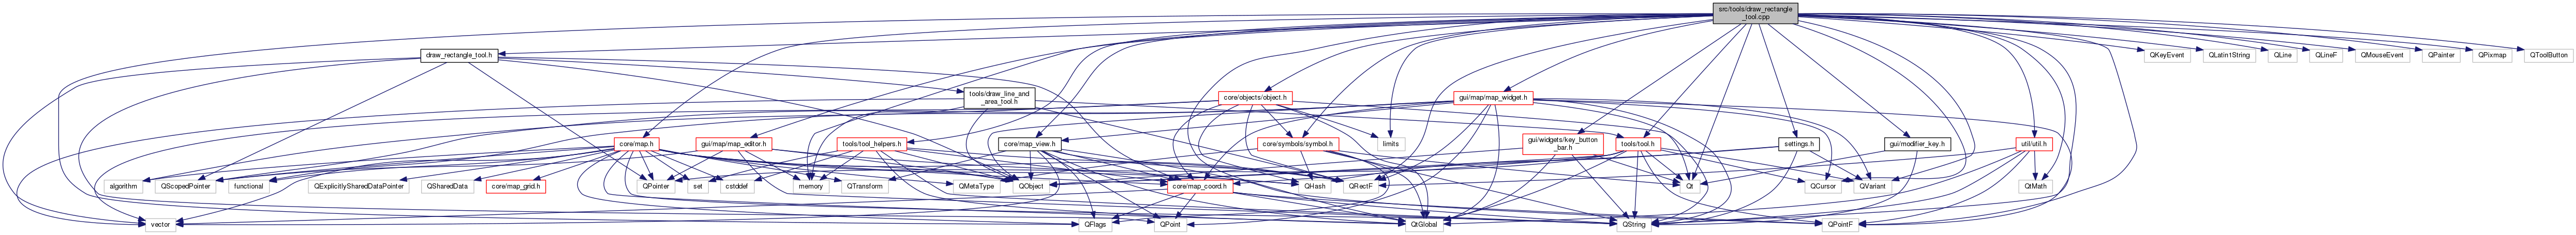 src/tools/draw_rectangle
_tool.cpp
draw_rectangle_tool.h
QKeyEvent
QLatin1String
QLine
QLineF
QMouseEvent
QPainter
QPixmap
QToolButton
tools/draw_line_and
_area_tool.h
core/objects/object.h
gui/map/map_widget.h
core/map.h
gui/map/map_editor.h
tools/tool_helpers.h
core/map_view.h
core/symbols/symbol.h
limits
gui/widgets/key_button
_bar.h
tools/tool.h
settings.h
gui/modifier_key.h
util/util.h
algorithm
QScopedPointer
functional
QExplicitlySharedDataPointer
QSharedData
core/map_grid.h
QPointer
set
cstddef
memory
QTransform
QMetaType
QObject
core/map_coord.h
QHash
QRectF
Qt
QCursor
QVariant
QtMath
vector
QFlags
QPoint
QtGlobal
QString
QPointF